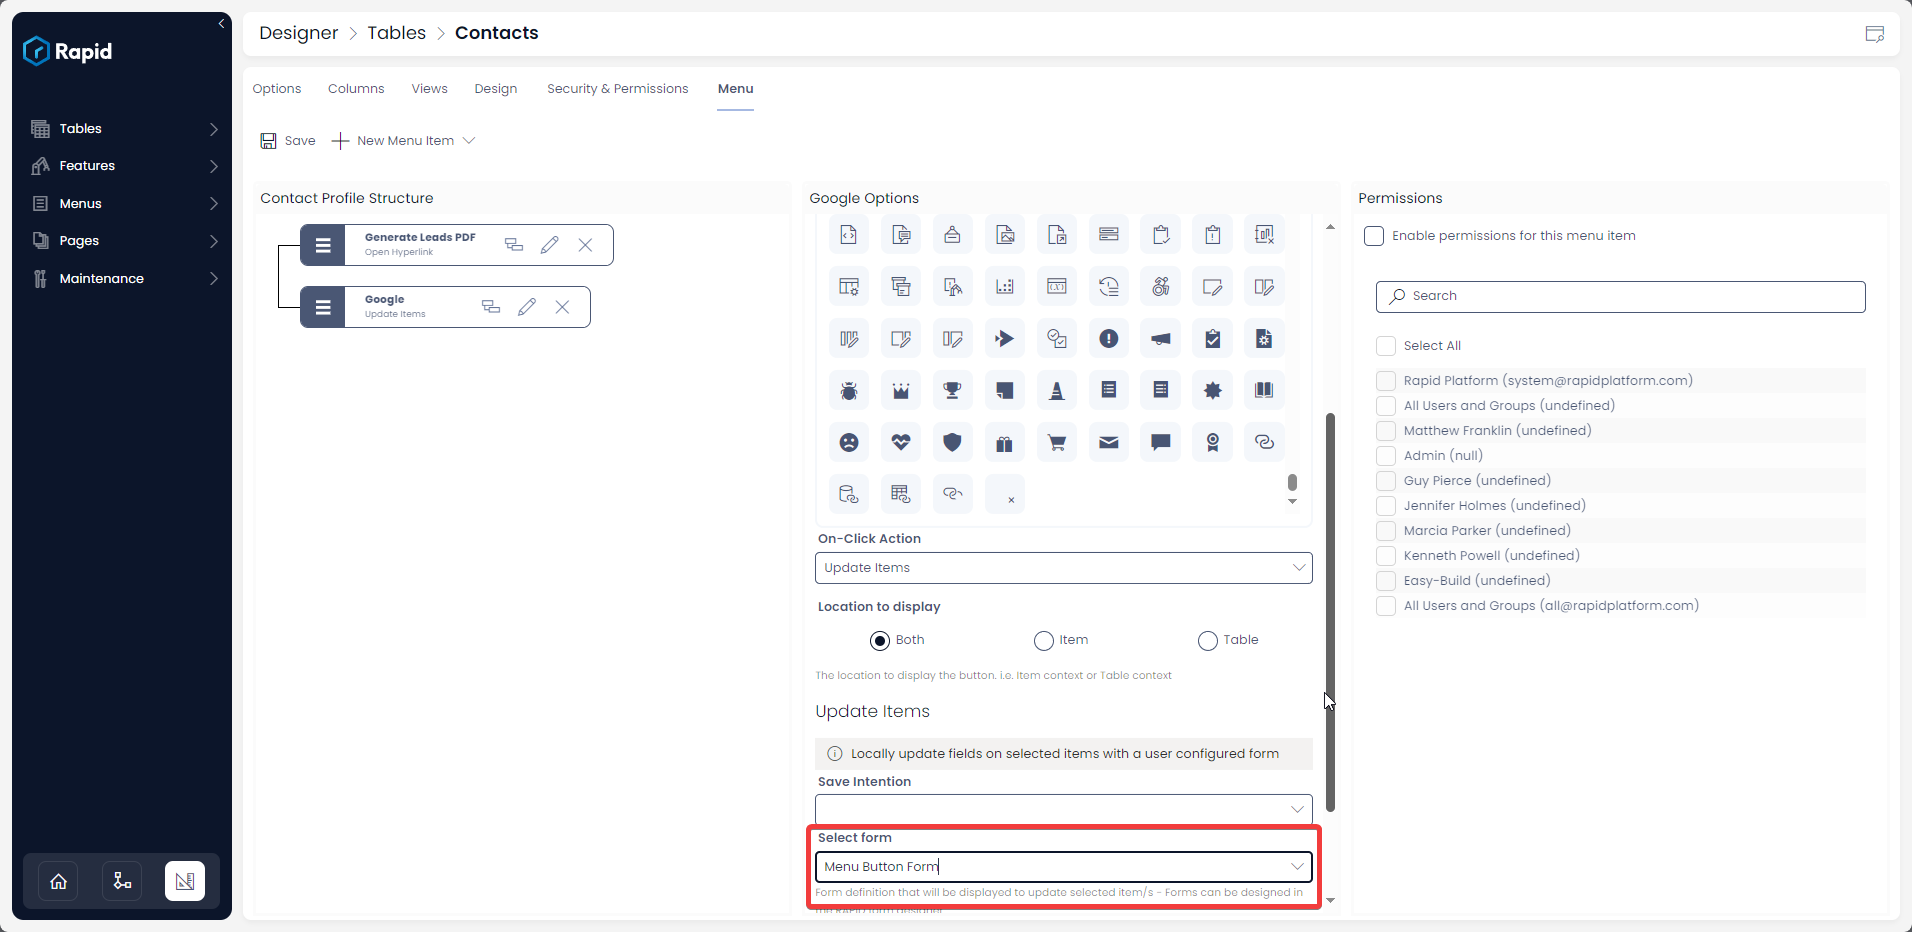 Rapid
Tables
Features
Menus
Pages
Maintenance
Designer > Tables > Contacts
Options Columns Views Design Security & Permissions Menu
Save New Menu Item
Contact Profile Structure
Generate Leads PDF
Open Hyperlink
Google
Update Items
Google Options
On-Click Action
Update Items
Location to display
Both Item Table
The location to display the button. i.e. Item context or Table context
Update Items
Locally update fields on selected items with a user configured form
Save Intention
Select form
Menu Button Form
Form definition that will be displayed to update selected item/s - Forms can be designed in
the RAPID form designer
Permissions
Enable permissions for this menu item
Search
Select All
Rapid Platform (system@rapidplatform.com)
All Users and Groups (undefined)
Matthew Franklin (undefined)
Admin (null)
Guy Pierce (undefined)
Jennifer Holmes (undefined)
Marcia Parker (undefined)
Kenneth Powell (undefined)
Easy-Build (undefined)
All Users and Groups (all@rapidplatform.com)